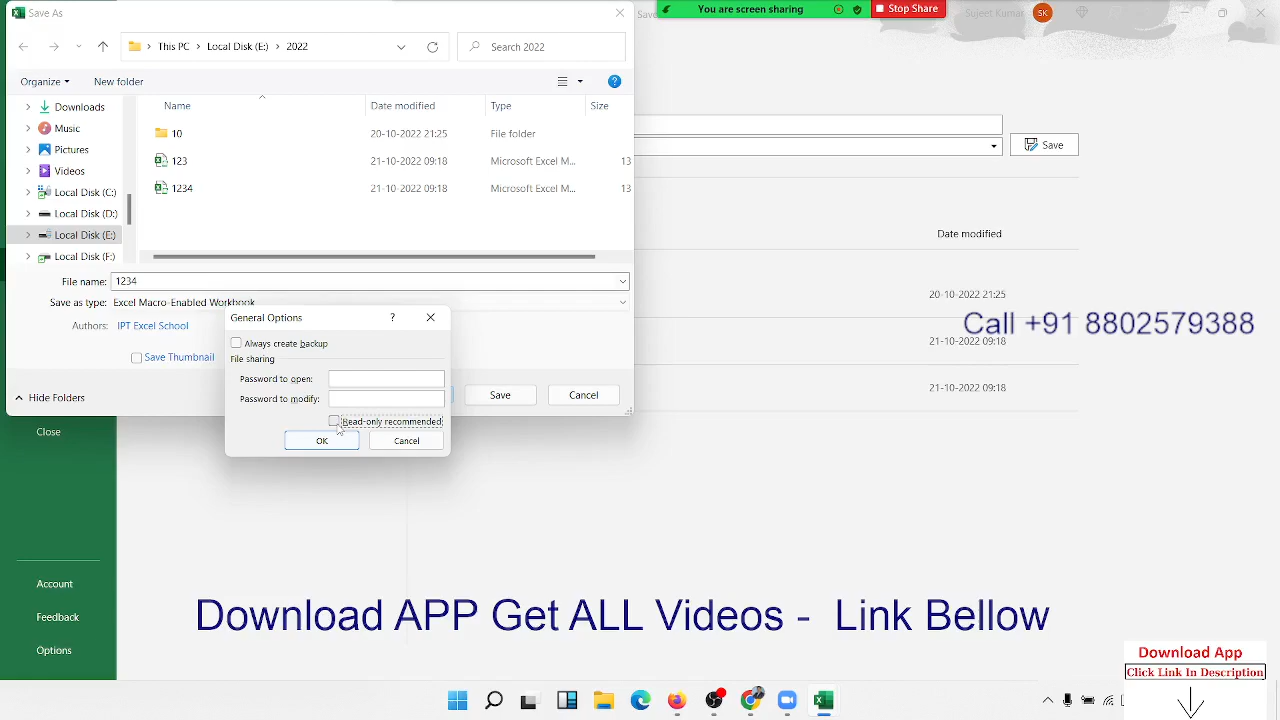 Save As
Save
You are screen sharing
Stop Share
Sujeet Kumar
SK
This PC > Local Disk (E:) > 2022
Search 2022
Organize
New folder
?
Name
Date modified
Type
Size
Downloads
Music
Pictures
Videos
Local Disk (C:)
Local Disk (D:)
Local Disk (E:)
Local Disk (F:)
10 20-10-2022 21:25 File folder
123 21-10-2022 09:18 Microsoft Excel M... 13
1234 21-10-2022 09:18 Microsoft Excel M... 13
File name: 1234
Save as type: Excel Macro-Enabled Workbook
Authors: IPT Excel School
Save Thumbnail
Hide Folders
Save
Cancel
General Options
?
Always create backup
File sharing
Password to open:
Password to modify:
Read-only recommended
OK
Cancel
Save
Date modified
20-10-2022 21:25
21-10-2022 09:18
21-10-2022 09:18
Call +91 8802579388
Close
Account
Feedback
Options
Download APP Get ALL Videos - Link Bellow
Download App
Click Link In Description